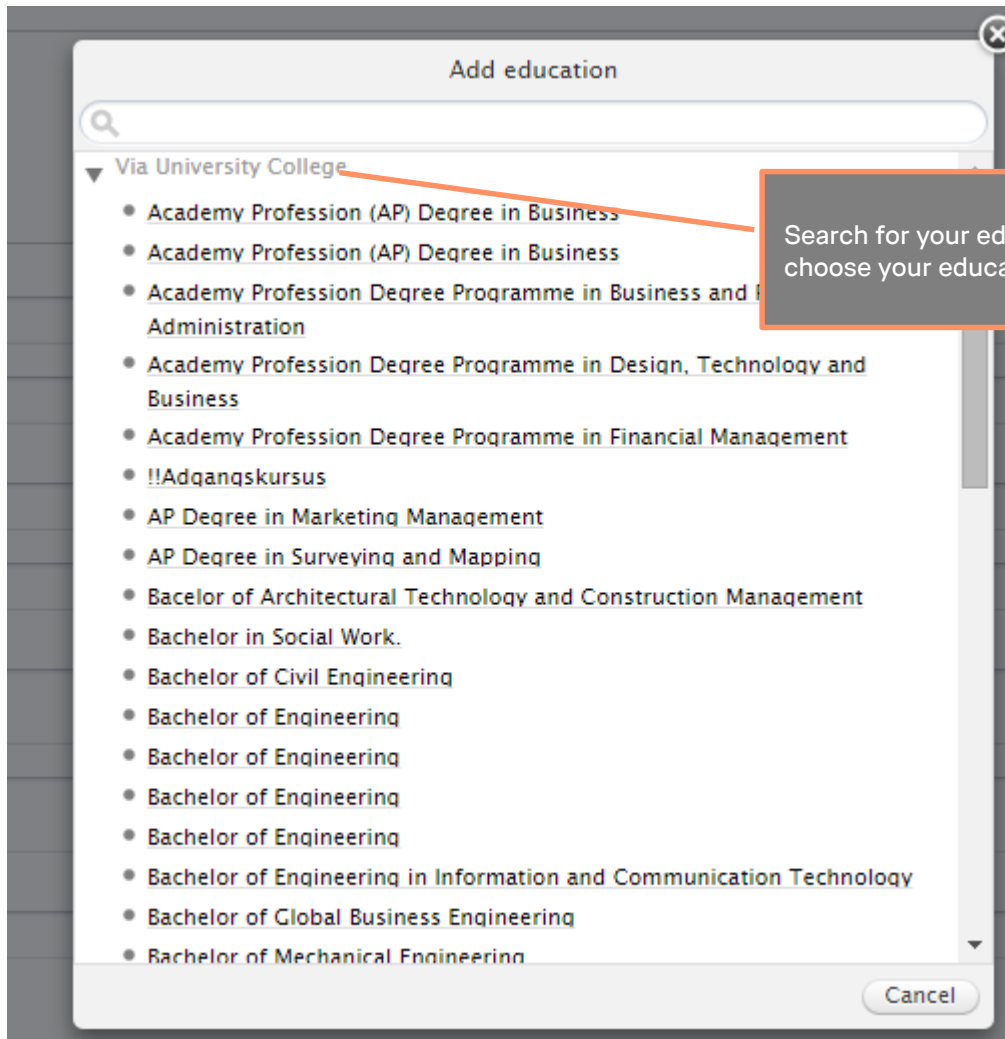 Add education
Via University College
Academy Profession (AP) Degree in Business
Academy Profession (AP) Degree in Business
Academy Profession Degree Programme in Business and
Administration
Academy Profession Degree Programme in Design, Technology and
Business
Academy Profession Degree Programme in Financial Management
!!Adgangskursus
AP Degree in Marketing Management
AP Degree in Surveying and Mapping
Bacelor of Architectural Technology and Construction Management
Bachelor in Social Work.
Bachelor of Civil Engineering
Bachelor of Engineering
Bachelor of Engineering
Bachelor of Engineering
Bachelor of Engineering
Bachelor of Engineering in Information and Communication Technology
Bachelor of Global Business Engineering
Bachelor of Mechanical Engineering
Search for your
choose your
Cancel